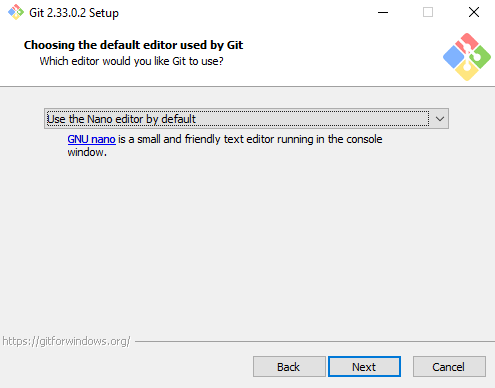 Git 2.33.0.2 Setup
Choosing the default editor used by Git
Which editor would you like Git to use?
Use the Nano editor by default
GNU nano is a small and friendly text editor running in the console
window.
https://gitforwindows.org/
Back
Next
Cancel